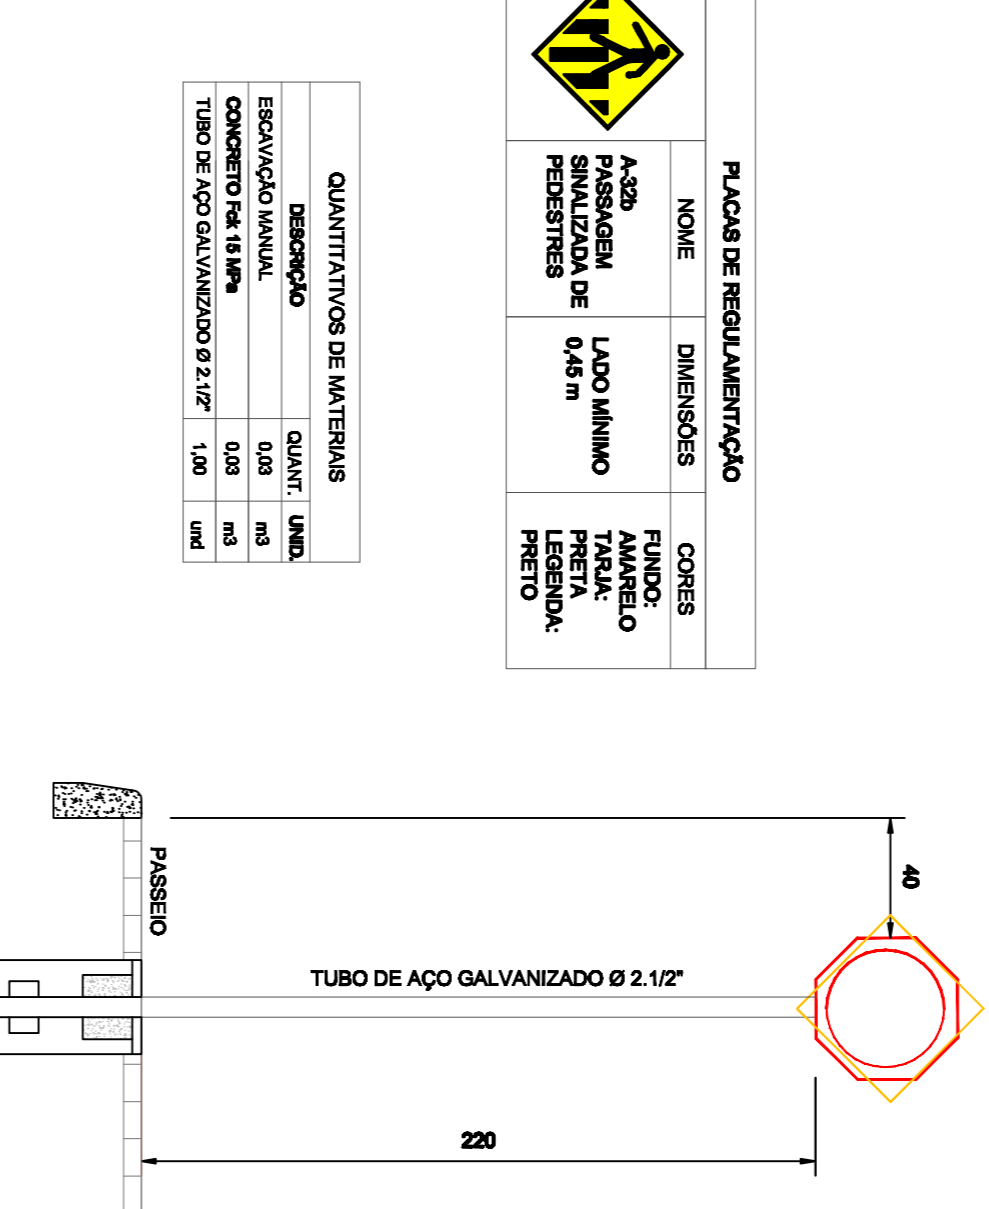 PLACAS DE REGULAMENTAÇÃO
NOME
DIMENSÕES
CORES
A-32b
PASSAGEM
SINALIZADA DE
PEDESTRES
LADO MÍNIMO
0,45 m
FUNDO:
AMARELO
TARJA:
PRETA
LEGENDA:
PRETO
QUANTITATIVOS DE MATERIAIS
DESCRIÇÃO QUANT. UNID.
ESCAVAÇÃO MANUAL 0,03 m3
CONCRETO Fck 15 MPa 0,03 m3
TUBO DE AÇO GALVANIZADO Ø 2.1/2" 1,00 und
40
PASSEIO
TUBO DE AÇO GALVANIZADO Ø 2.1/2"
220